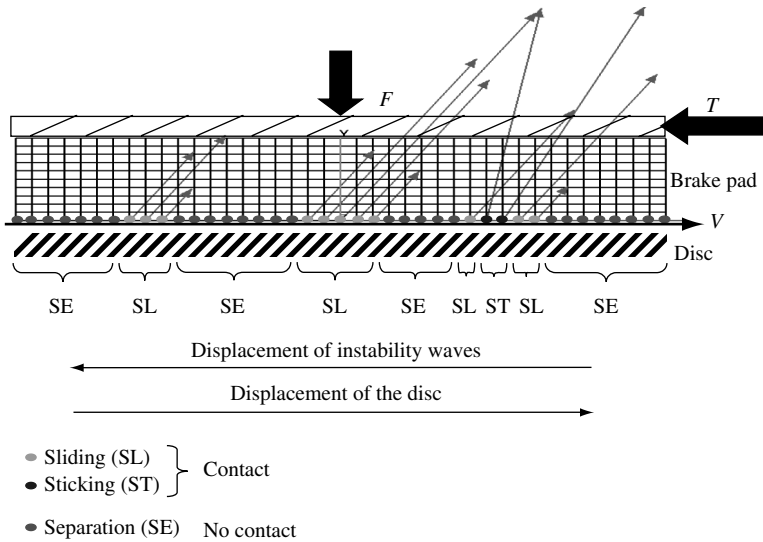 F
T
Brake pad
V
Disc
SE SL SE SL SE SL ST SL SE
Displacement of instability waves
Displacement of the disc
Sliding (SL)
Contact
Sticking (ST)
Separation (SE) No contact